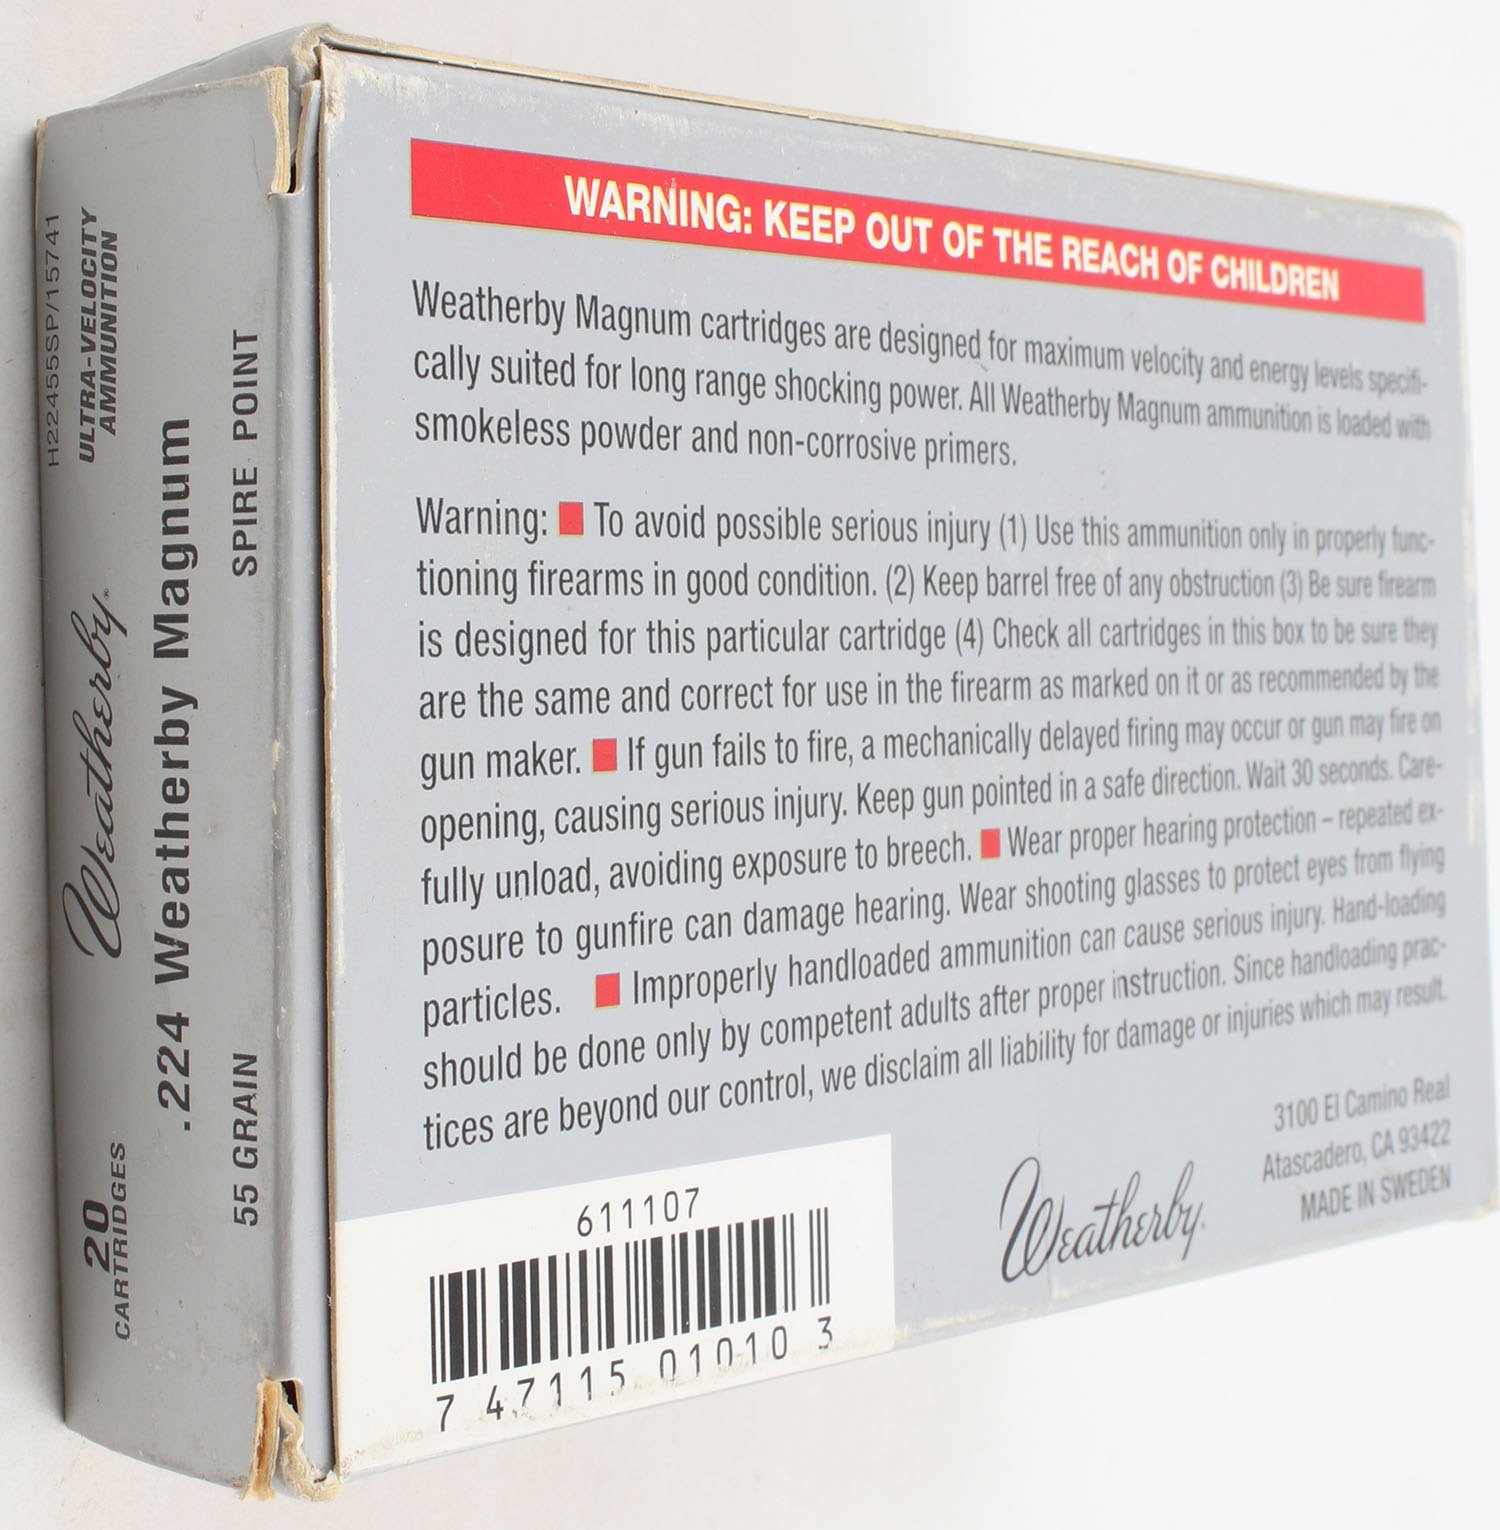 H22455SP/15741
ULTRA-VELOCITY
AMMUNITION
Weatherby®
20
CARTRIDGES
.224 Weatherby Magnum
55 GRAIN
SPIRE POINT
WARNING: KEEP OUT OF THE REACH OF CHILDREN
Weatherby Magnum cartridges are designed for maximum velocity and energy levels specifi-
cally suited for long range shocking power. All Weatherby Magnum ammunition is loaded with
smokeless powder and non-corrosive primers.
Warning: ■ To avoid possible serious injury (1) Use this ammunition only in properly func-
tioning firearms in good condition. (2) Keep barrel free of any obstruction (3) Be sure firearm
is designed for this particular cartridge (4) Check all cartridges in this box to be sure they
are the same and correct for use in the firearm as marked on it or as recommended by the
gun maker. ■ If gun fails to fire, a mechanically delayed firing may occur or gun may fire on
opening, causing serious injury. Keep gun pointed in a safe direction. Wait 30 seconds. Care-
fully unload, avoiding exposure to breech. ■ Wear proper hearing protection – repeated ex-
posure to gunfire can damage hearing. Wear shooting glasses to protect eyes from flying
particles. ■ Improperly handloaded ammunition can cause serious injury. Hand-loading
should be done only by competent adults after proper instruction. Since handloading prac-
tices are beyond our control, we disclaim all liability for damage or injuries which may result.
611107
7 47115 01010 3
Weatherby®
3100 El Camino Real
Atascadero, CA 93422
MADE IN SWEDEN